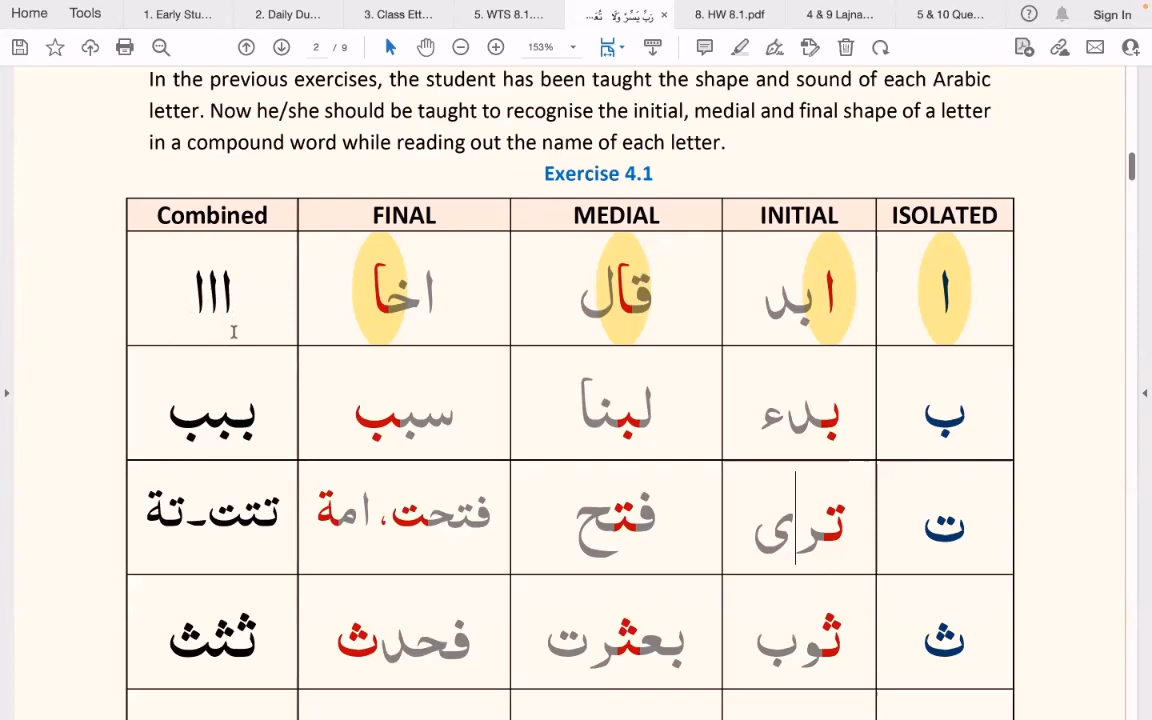 Home Tools 1. Early Stu... 2. Daily Du... 3. Class Ett... 5. WTS 8.1.... رَبِّ يَسِّرْ وَلَا تُعَ... × 8. HW 8.1.pdf 4 & 9 Lajna... 5 & 10 Que... Sign In
2 / 9 153%
In the previous exercises, the student has been taught the shape and sound of each Arabic
letter. Now he/she should be taught to recognise the initial, medial and final shape of a letter
in a compound word while reading out the name of each letter.
Exercise 4.1
Combined FINAL MEDIAL INITIAL ISOLATED
ااا اخا قال ابد ا
ببب سبب لبنا بدء ب
تتت۔تة فتحت، امة فتح ترای ت
ثثث فحدث بعثرت ثوب ث